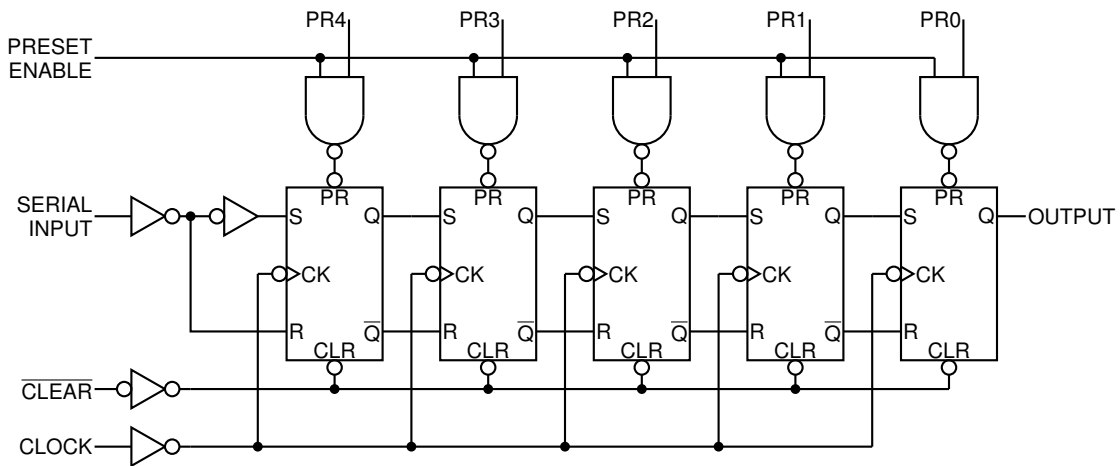 PR4 PR3 PR2 PR1 PR0
PRESET
ENABLE
PR PR PR PR PR
SERIAL
INPUT
S Q S Q S Q S Q S Q OUTPUT
CK CK CK CK CK
R Q R Q R Q R Q R
CLR CLR CLR CLR CLR
CLEAR
CLOCK